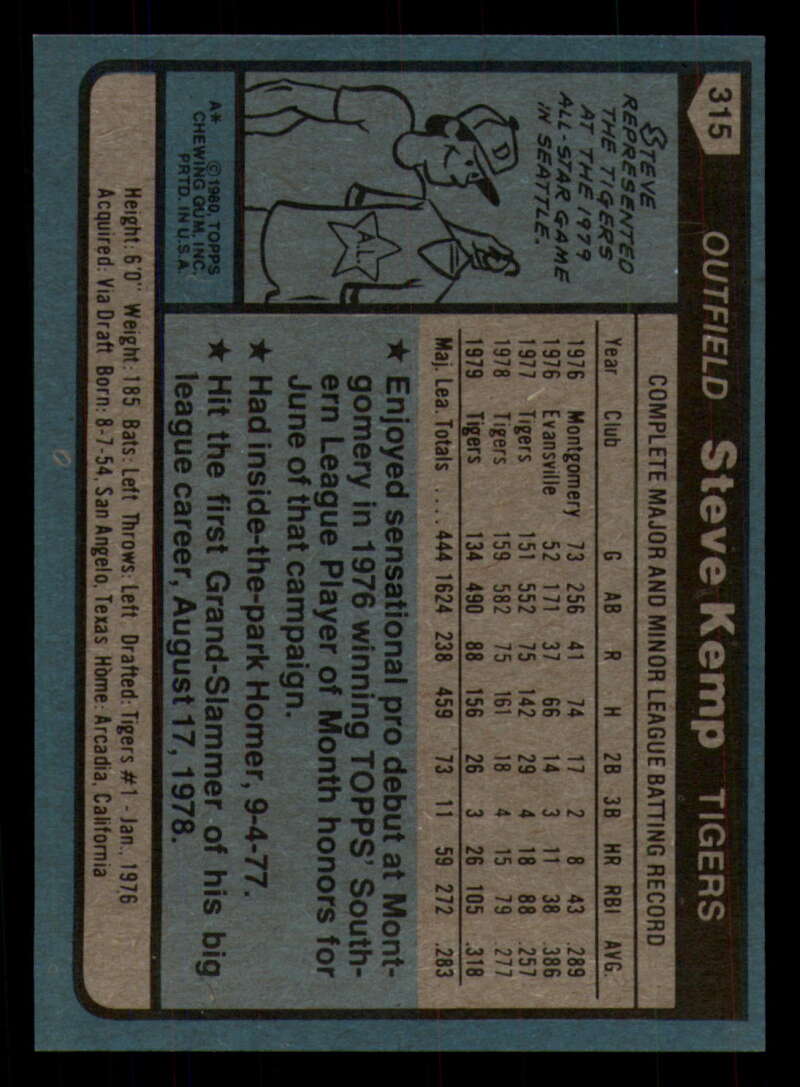 315
OUTFIELD Steve Kemp TIGERS
STEVE
REPRESENTED
THE TIGERS
AT THE 1979
ALL-STAR GAME
IN SEATTLE.
D
A.L.
A* ©1980 TOPPS
CHEWING GUM, INC.
PRTD. IN U.S.A.
COMPLETE MAJOR AND MINOR LEAGUE BATTING RECORD
Year Club G AB R H 2B 3B HR RBI AVG.
1976 Montgomery 73 256 41 74 17 2 8 43 .289
1976 Evansville 52 171 37 66 14 3 11 38 .386
1977 Tigers 151 552 75 142 29 4 18 88 .257
1978 Tigers 159 582 75 161 18 4 15 79 .277
1979 Tigers 134 490 88 156 26 3 26 105 .318
Maj. Lea. Totals .... 444 1624 238 459 73 11 59 272 .283
★ Enjoyed sensational pro debut at Mont-
gomery in 1976 winning TOPPS' South-
ern League Player of Month honors for
June of that campaign.
★ Had inside-the-park Homer, 9-4-77.
★ Hit the first Grand-Slammer of his big
league career, August 17, 1978.
Height: 6'0" Weight: 185 Bats: Left Throws: Left Drafted: Tigers #1 - Jan., 1976
Acquired: Via Draft Born: 8-7-54, San Angelo, Texas Home: Arcadia, California